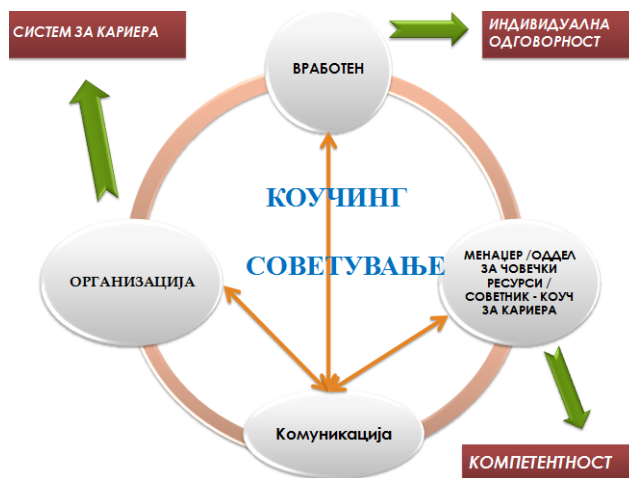 СИСТЕМ ЗА КАРИЕРА
ИНДИВИДУАЛНА
ОДГОВОРНОСТ
ВРАБОТЕН
КОУЧИНГ
СОВЕТУВАЊЕ
ОРГАНИЗАЦИЈА
МЕНАЏЕР /ОДДЕЛ
ЗА ЧОВЕЧКИ
РЕСУРСИ /
СОВЕТНИК - КОУЧ
ЗА КАРИЕРА
Комуникација
КОМПЕТЕНТНОСТ